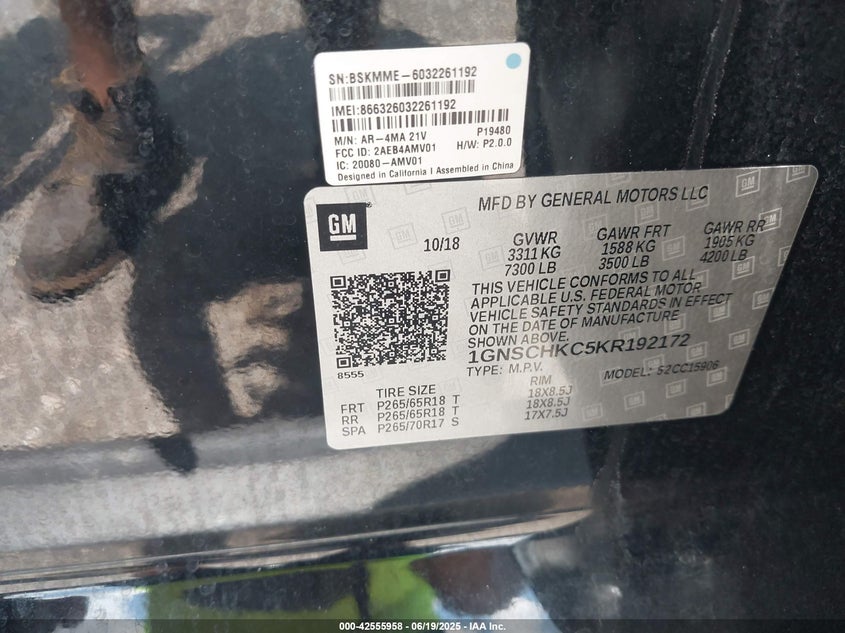 SN:BSKMME-6032261192
IMEI:866326032261192
M/N: AR-4MA 21V P19480
FCC ID: 2AEB4AMV01 H/W: P2.0.0
IC: 20080-AMV01
Designed in California I Assembled in China
GM
MFD BY GENERAL MOTORS LLC
10/18
GVWR GAWR FRT GAWR RR
3311 KG 1588 KG 1905 KG
7300 LB 3500 LB 4200 LB
THIS VEHICLE CONFORMS TO ALL
APPLICABLE U.S. FEDERAL MOTOR
VEHICLE SAFETY STANDARDS IN EFFECT
ON THE DATE OF MANUFACTURE
SHOWN ABOVE.
1GNSCHKC5KR192172
TYPE: M.P.V. MODEL: 52CC15906
8555
TIRE SIZE RIM
FRT P265/65R18 T 18X8.5J
RR P265/65R18 T 18X8.5J
SPA P265/70R17 S 17X7.5J
000-42555958 - 06/19/2025 - IAA Inc.